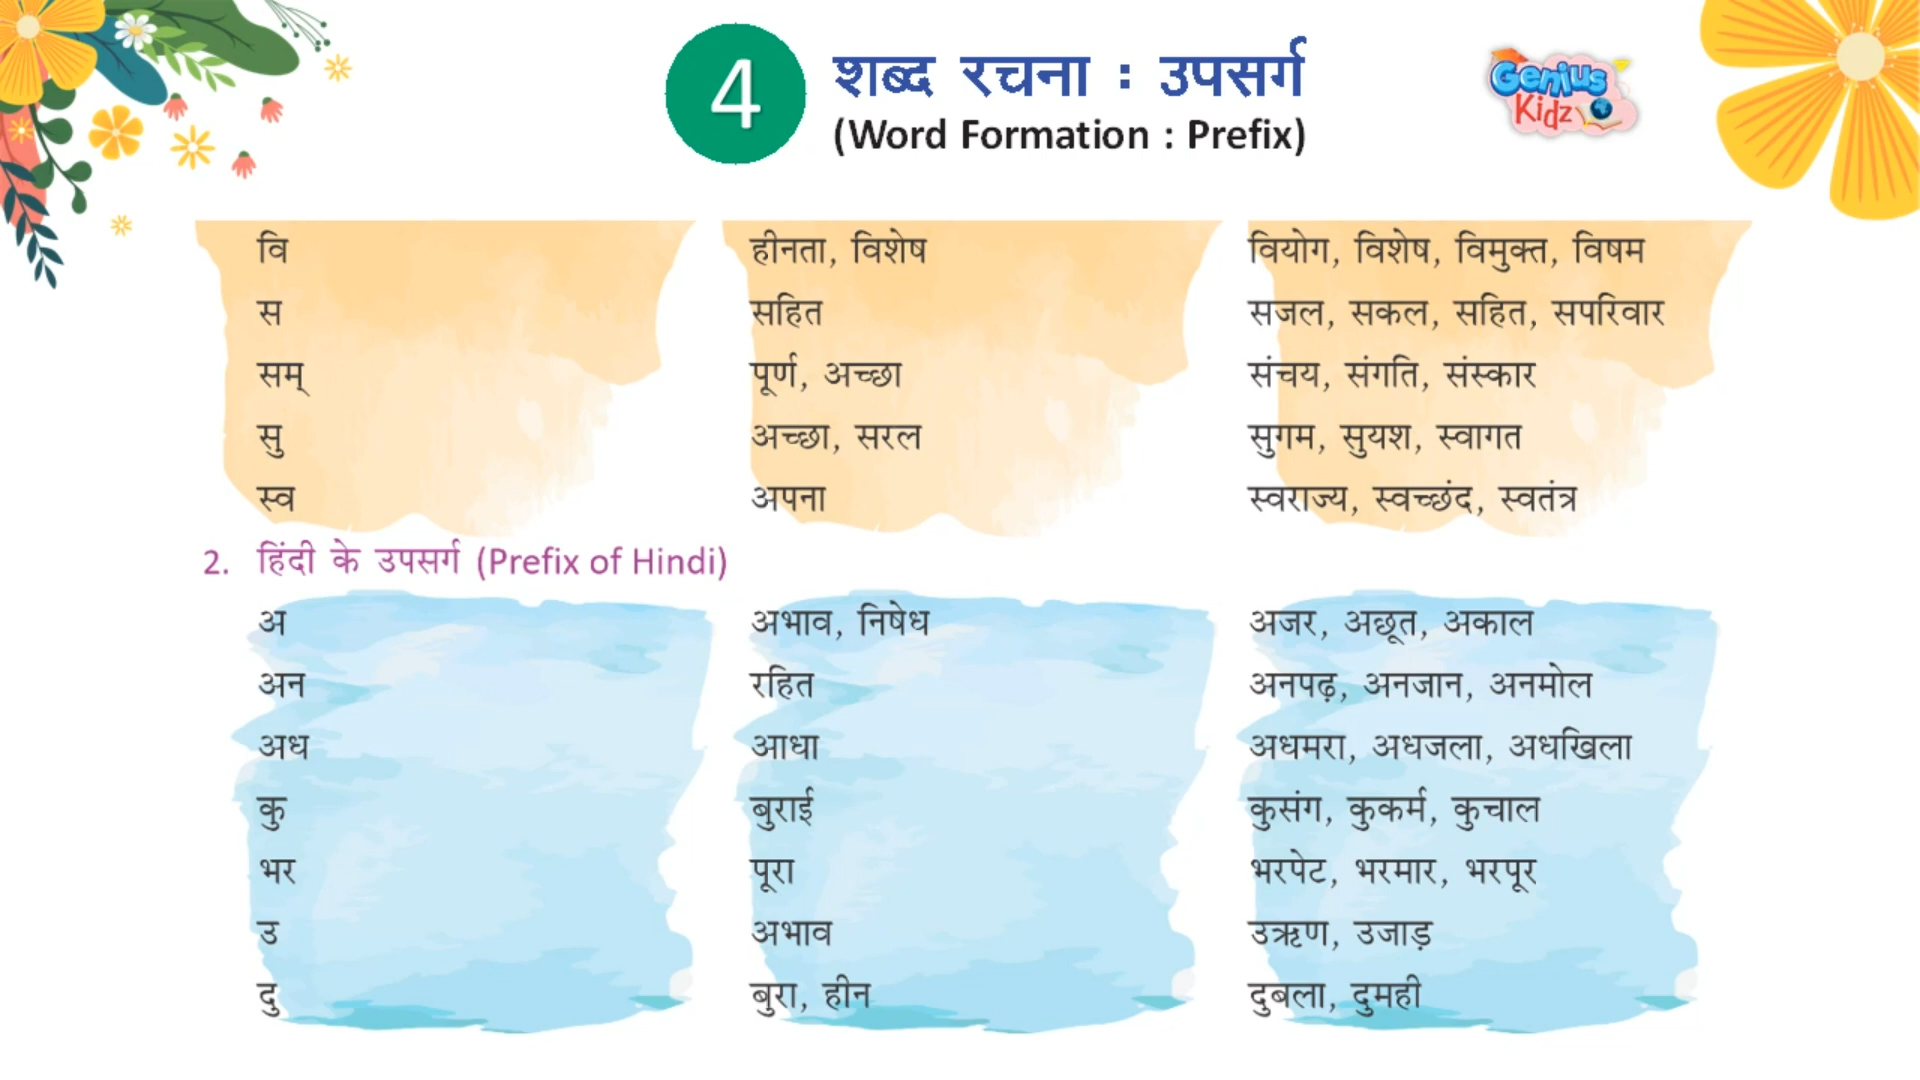 4
शब्द रचना : उपसर्ग
(Word Formation : Prefix)
Genius
Kidz
वि हीनता, विशेष वियोग, विशेष, विमुक्त, विषम
स सहित सजल, सकल, सहित, सपरिवार
सम् पूर्ण, अच्छा संचय, संगति, संस्कार
सु अच्छा, सरल सुगम, सुयश, स्वागत
स्व अपना स्वराज्य, स्वच्छंद, स्वतंत्र
2. हिंदी के उपसर्ग (Prefix of Hindi)
अ अभाव, निषेध अजर, अछूत, अकाल
अन रहित अनपढ़, अनजान, अनमोल
अध आधा अधमरा, अधजला, अधखिला
कु बुराई कुसंग, कुकर्म, कुचाल
भर पूरा भरपेट, भरमार, भरपूर
उ अभाव उऋण, उजाड़
दु बुरा, हीन दुबला, दुमही